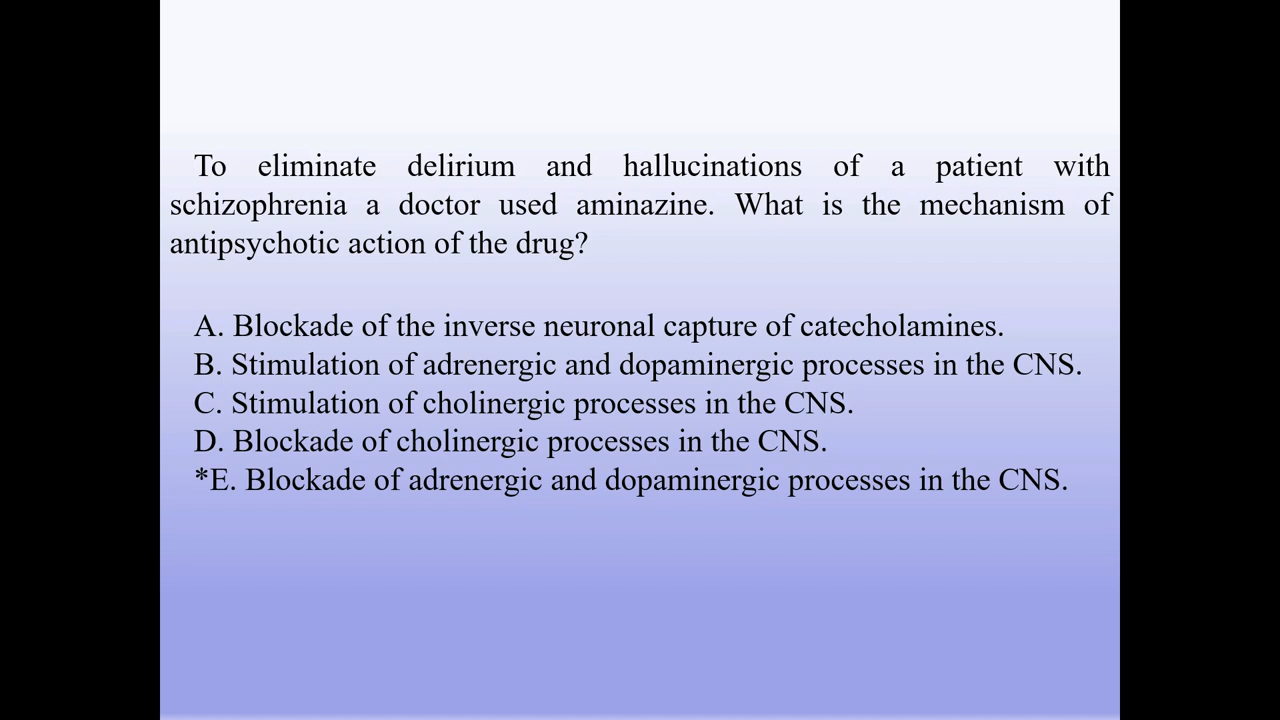 To eliminate delirium and hallucinations of a patient with
schizophrenia a doctor used aminazine. What is the mechanism of
antipsychotic action of the drug?
A. Blockade of the inverse neuronal capture of catecholamines.
B. Stimulation of adrenergic and dopaminergic processes in the CNS.
C. Stimulation of cholinergic processes in the CNS.
D. Blockade of cholinergic processes in the CNS.
*E. Blockade of adrenergic and dopaminergic processes in the CNS.